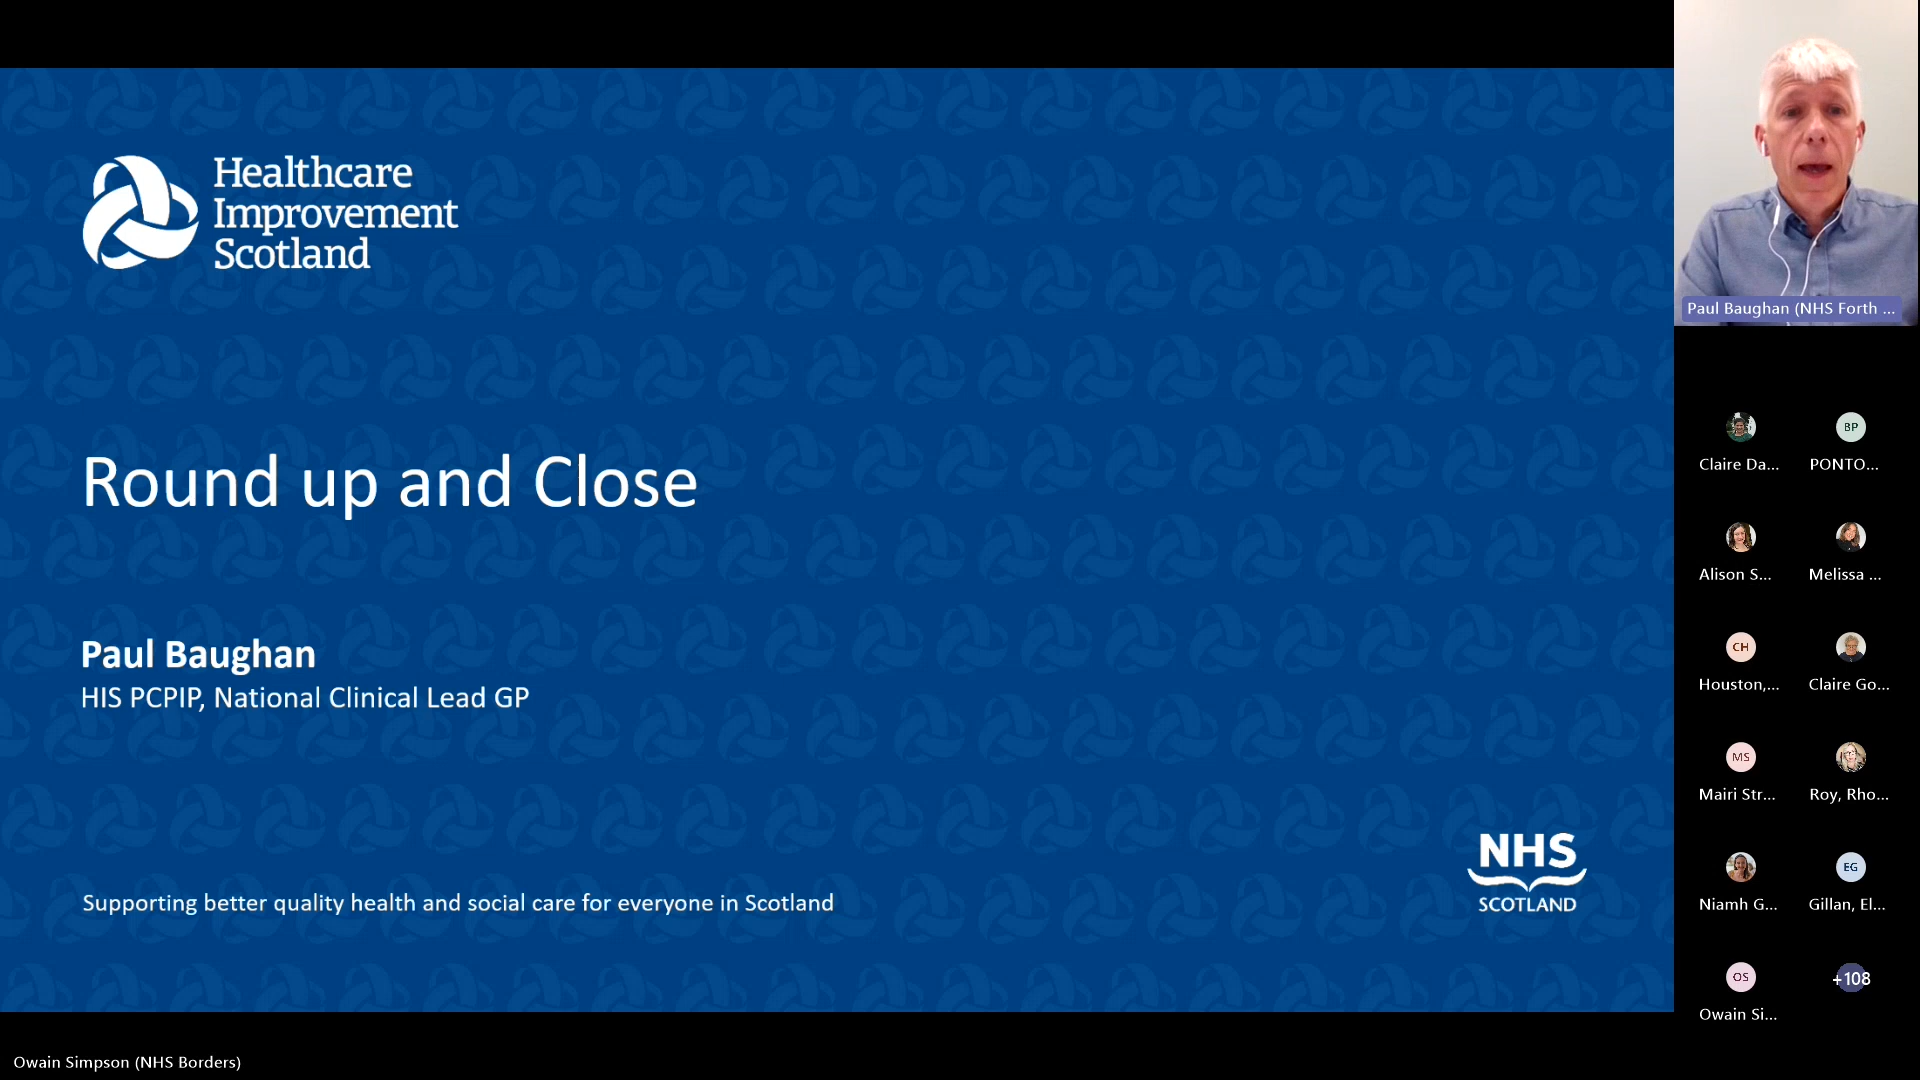 Healthcare
Improvement
Scotland
Round up and Close
Paul Baughan
HIS PCPIP, National Clinical Lead GP
Supporting better quality health and social care for everyone in Scotland
NHS
SCOTLAND
Paul Baughan (NHS Forth ...
Claire Da...
BP
PONTO...
Alison S...
Melissa ...
CH
Houston,...
Claire Go...
MS
Mairi Str...
Roy, Rho...
Niamh G...
EG
Gillan, El...
OS
Owain Si...
+108
Owain Simpson (NHS Borders)